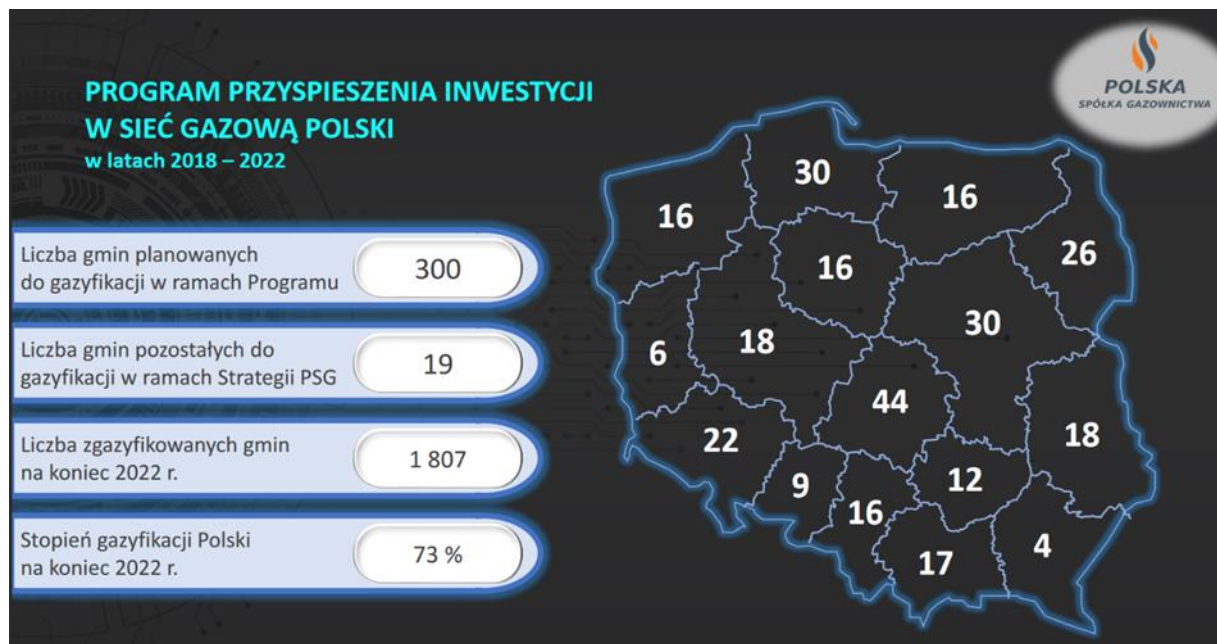 PROGRAM PRZYSPIESZENIA INWESTYCJI
W SIEĆ GAZOWĄ POLSKI
w latach 2018 – 2022
POLSKA
SPÓŁKA GAZOWNICTWA
Liczba gmin planowanych
do gazyfikacji w ramach Programu
300
Liczba gmin pozostałych do
gazyfikacji w ramach Strategii PSG
19
Liczba zgazyfikowanych gmin
na koniec 2022 r.
1 807
Stopień gazyfikacji Polski
na koniec 2022 r.
73 %
30
16
16
26
16
30
18
6
44
18
22
12
9
16
4
17